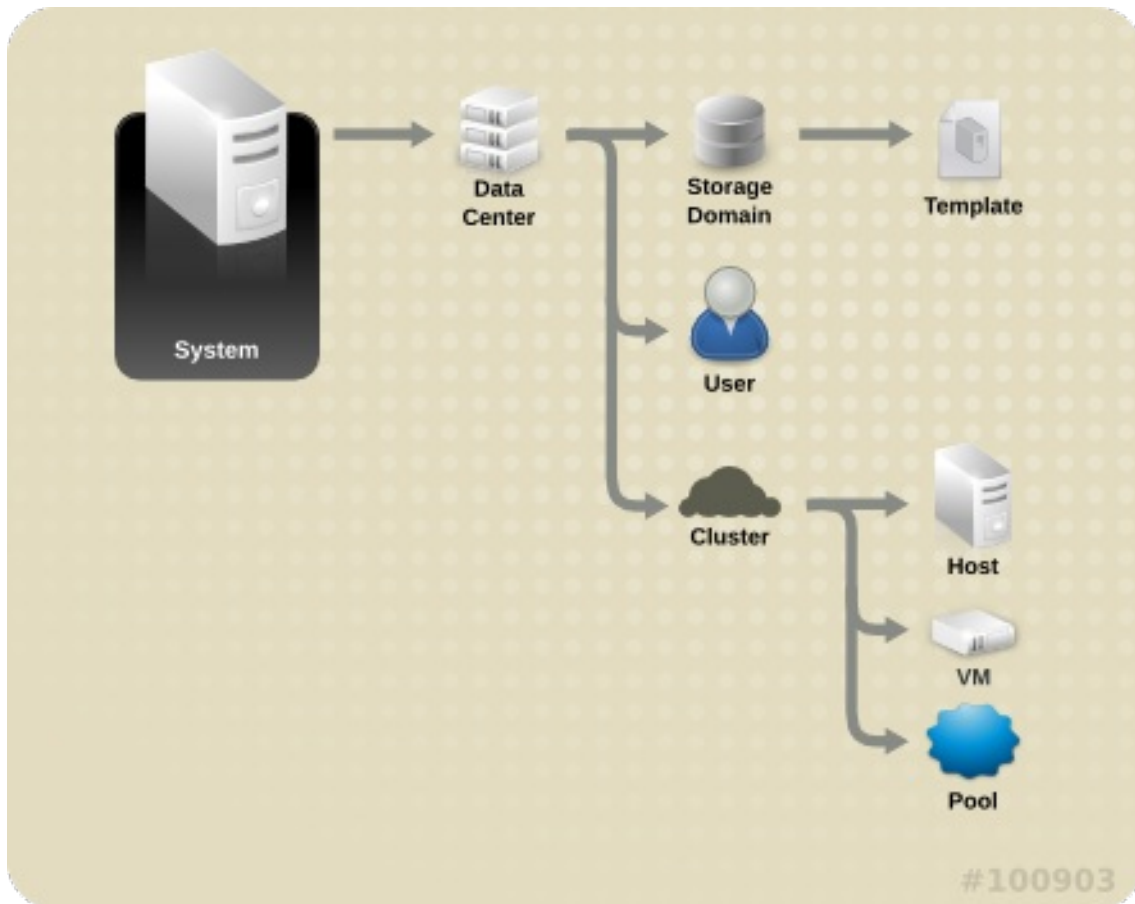 System
Data
Center
Storage
Domain
Template
User
Cluster
Host
VM
Pool
#100903